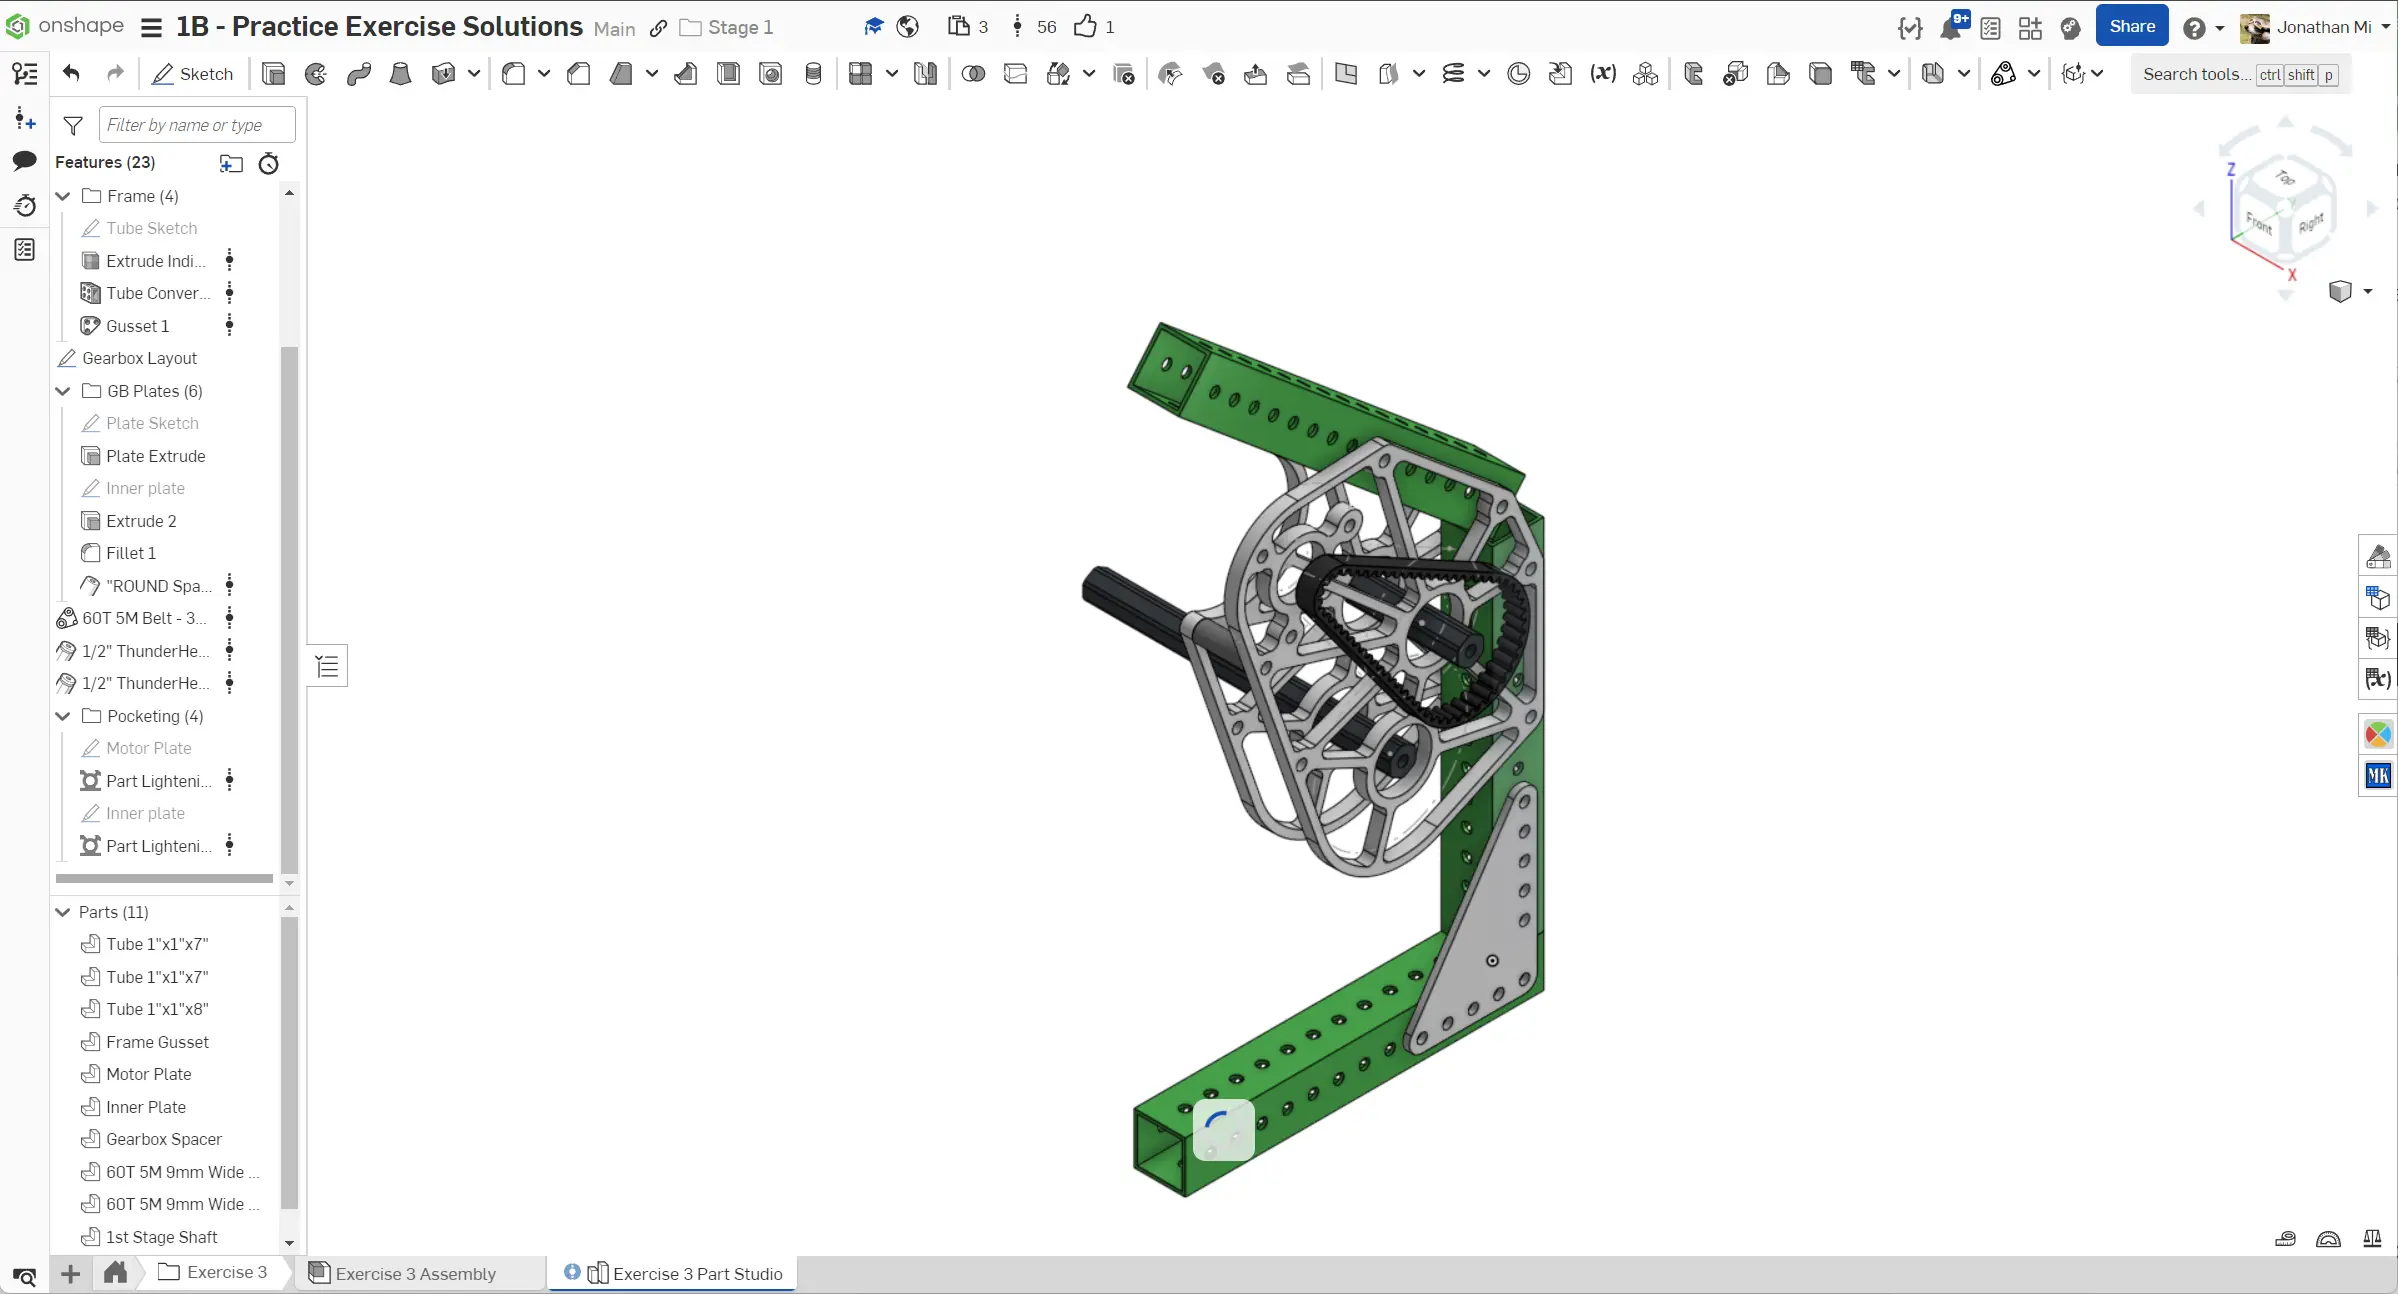 onshape 1B - Practice Exercise Solutions Main Stage 1 3 56 1 9+ Share Jonathan Mi
Sketch Search tools... ctrl shift p
Filter by name or type
Features (23)
Frame (4)
Tube Sketch
Extrude Indi...
Tube Conver...
Gusset 1
Gearbox Layout
GB Plates (6)
Plate Sketch
Plate Extrude
Inner plate
Extrude 2
Fillet 1
"ROUND Spa...
60T 5M Belt - 3...
1/2" ThunderHe...
1/2" ThunderHe...
Pocketing (4)
Motor Plate
Part Lighteni...
Inner plate
Part Lighteni...
Parts (11)
Tube 1"x1"x7"
Tube 1"x1"x7"
Tube 1"x1"x8"
Frame Gusset
Motor Plate
Inner Plate
Gearbox Spacer
60T 5M 9mm Wide ...
60T 5M 9mm Wide ...
1st Stage Shaft
Z
Top
Front Right
X
MK
Exercise 3 Exercise 3 Assembly Exercise 3 Part Studio